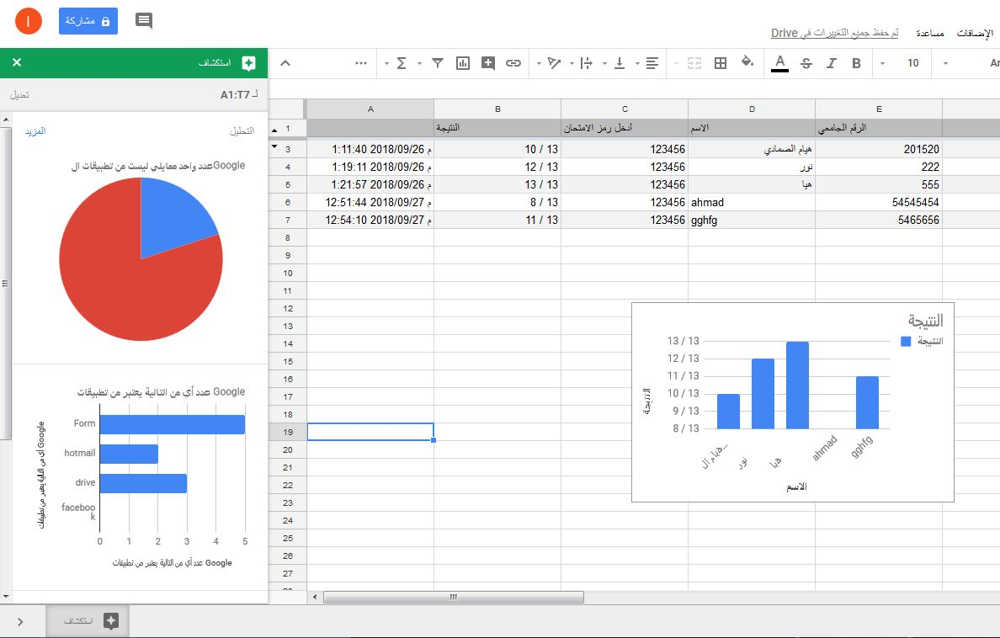 الإضافات مساعدة تم حفظ جميع التغييرات في Drive
مشاركة
I
10
B I S A
استكشاف
لـ A1:T7
تعديل
التحليل
المزيد
عدد واحد ممايلي ليست من تطبيقات الGoogle
عدد أي من التالية يعتبر من تطبيقات Google
Form
hotmail
drive
facebook
0 1 2 3 4 5
أي من التالية يعتبر من تطبيقات Google
عدد أي من التالية يعتبر من تطبيقات Google
استكشاف
A B C D E
1 النتيجة أدخل رمز الامتحان الاسم الرقم الجامعي
3 2018/09/26 1:11:40 م 10 / 13 123456 هيام الصمادي 201520
4 2018/09/26 1:19:11 م 12 / 13 123456 نور 222
5 2018/09/26 1:21:57 م 13 / 13 123456 هيا 555
6 2018/09/27 12:51:44 م 8 / 13 123456 ahmad 54545454
7 2018/09/27 12:54:10 م 11 / 13 123456 gghfg 5465656
8
9
10
11
12
13
14
15
16
17
18
19
20
21
22
23
24
25
26
27
النتيجة
النتيجة
13 / 13
12 / 13
11 / 13
10 / 13
9 / 13
8 / 13
النتيجة
هيام ال...
نور
هيا
ahmad
gghfg
الاسم